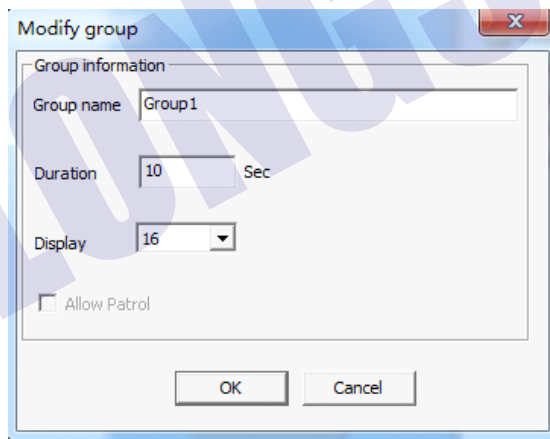 Modify group
Group information
Group name Group1
Duration 10 Sec
Display 16
Allow Patrol
OK Cancel